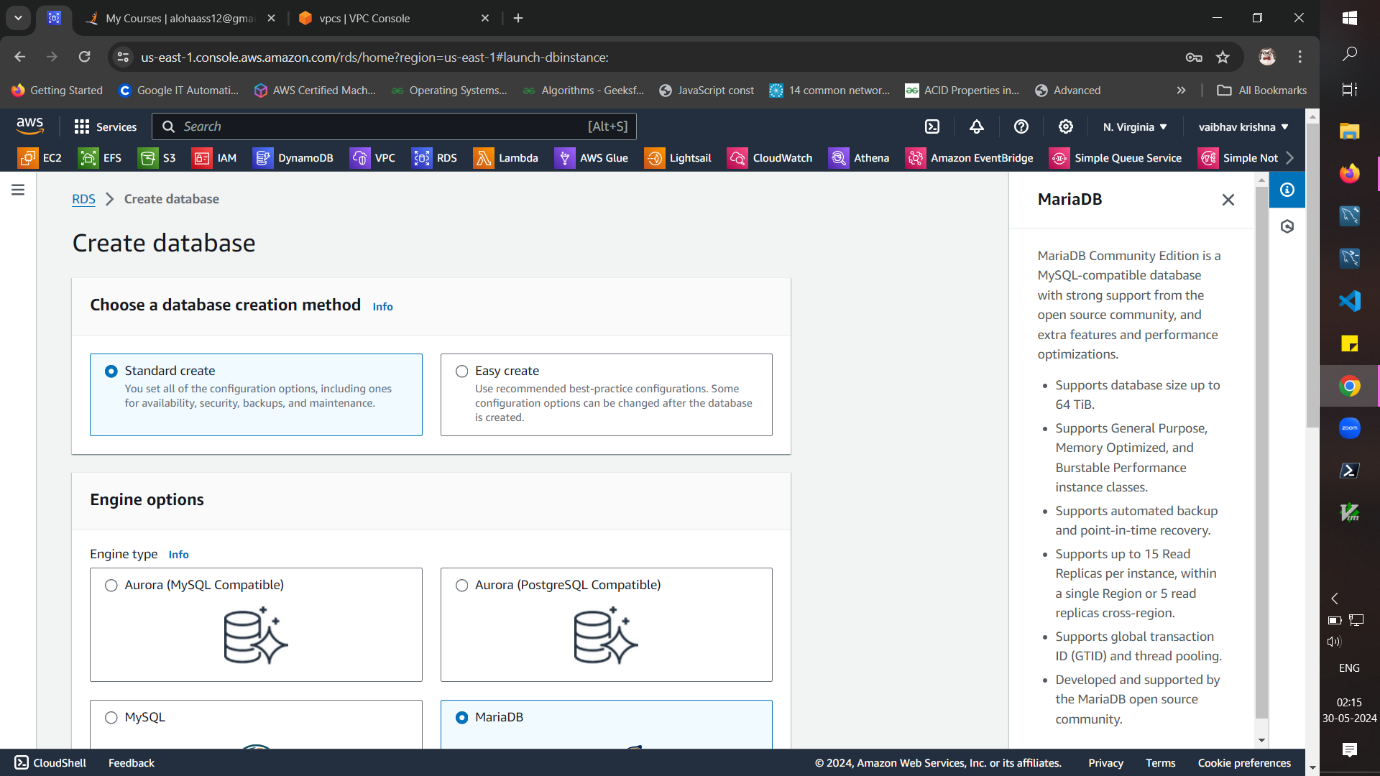 My Courses | alohaass12@gma
vpcs | VPC Console
us-east-1.console.aws.amazon.com/rds/home?region=us-east-1#launch-dbinstance:
Getting Started
Google IT Automati...
AWS Certified Mach...
Operating Systems...
Algorithms - Geeksf...
JavaScript const
14 common networ...
ACID Properties in...
Advanced
All Bookmarks
aws
Services
Search
[Alt+S]
N. Virginia
vaibhav krishna
EC2
EFS
S3
IAM
DynamoDB
VPC
RDS
Lambda
AWS Glue
Lightsail
CloudWatch
Athena
Amazon EventBridge
Simple Queue Service
Simple Not
RDS
Create database
Create database
Choose a database creation method Info
Standard create
You set all of the configuration options, including ones
for availability, security, backups, and maintenance.
Easy create
Use recommended best-practice configurations. Some
configuration options can be changed after the database
is created.
Engine options
Engine type Info
Aurora (MySQL Compatible)
Aurora (PostgreSQL Compatible)
MySQL
MariaDB
MariaDB
MariaDB Community Edition is a
MySQL-compatible database
with strong support from the
open source community, and
extra features and performance
optimizations.
• Supports database size up to
64 TiB.
• Supports General Purpose,
Memory Optimized, and
Burstable Performance
instance classes.
• Supports automated backup
and point-in-time recovery.
• Supports up to 15 Read
Replicas per instance, within
a single Region or 5 read
replicas cross-region.
• Supports global transaction
ID (GTID) and thread pooling.
• Developed and supported by
the MariaDB open source
community.
CloudShell
Feedback
© 2024, Amazon Web Services, Inc. or its affiliates.
Privacy
Terms
Cookie preferences
zoom
ENG
02:15
30-05-2024